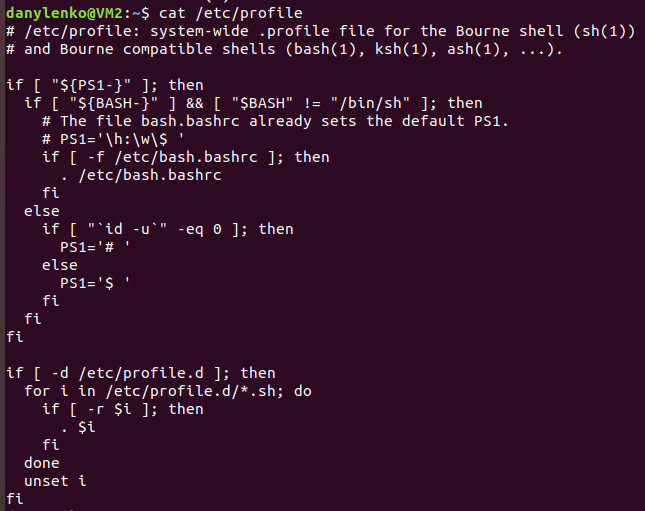 danylenko@VM2:~$ cat /etc/profile
# /etc/profile: system-wide .profile file for the Bourne shell (sh(1))
# and Bourne compatible shells (bash(1), ksh(1), ash(1), ...).

if [ "${PS1-}" ]; then
  if [ "${BASH-}" ] && [ "$BASH" != "/bin/sh" ]; then
    # The file bash.bashrc already sets the default PS1.
    # PS1='\h:\w\$ '
    if [ -f /etc/bash.bashrc ]; then
      . /etc/bash.bashrc
    fi
  else
    if [ "`id -u`" -eq 0 ]; then
      PS1='# '
    else
      PS1='$ '
    fi
  fi
fi

if [ -d /etc/profile.d ]; then
  for i in /etc/profile.d/*.sh; do
    if [ -r $i ]; then
      . $i
    fi
  done
  unset i
fi